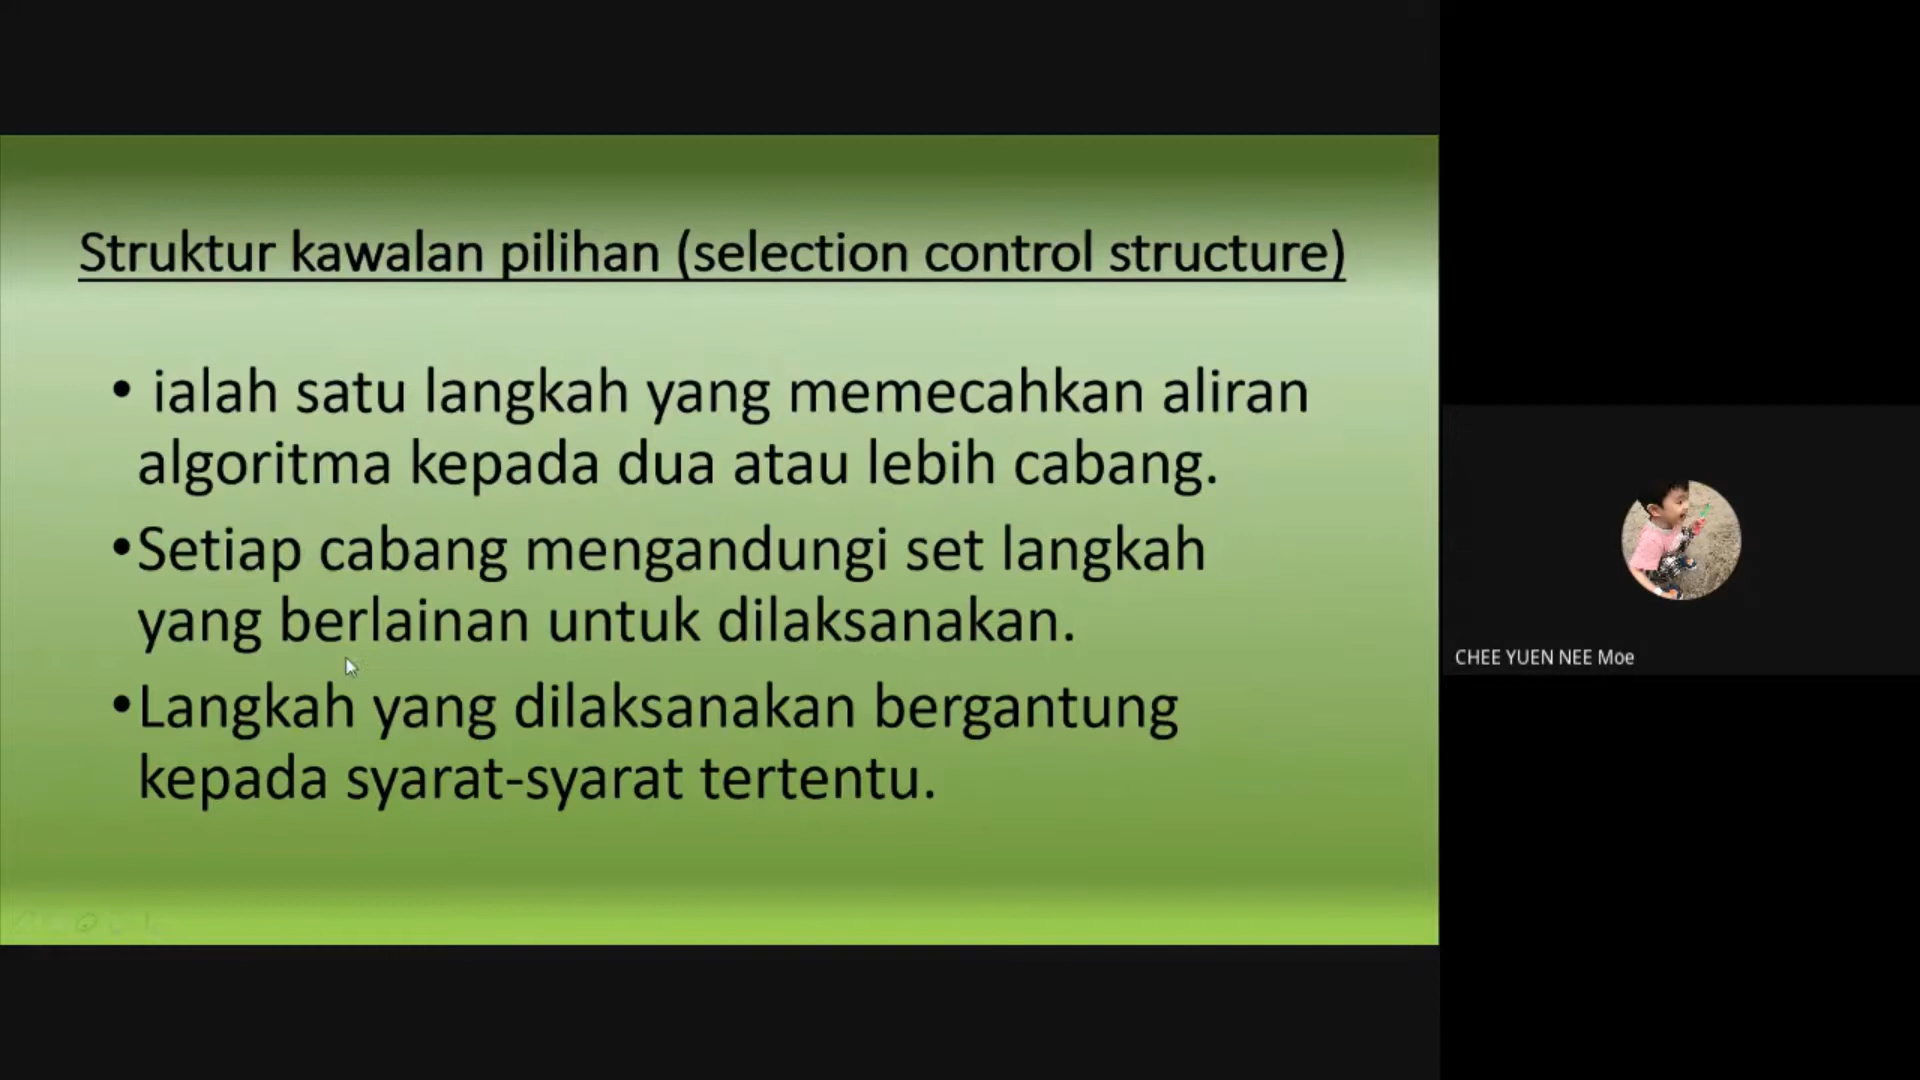 Struktur kawalan pilihan (selection control structure)
• ialah satu langkah yang memecahkan aliran
algoritma kepada dua atau lebih cabang.
•Setiap cabang mengandungi set langkah
yang berlainan untuk dilaksanakan.
•Langkah yang dilaksanakan bergantung
kepada syarat-syarat tertentu.
CHEE YUEN NEE Moe